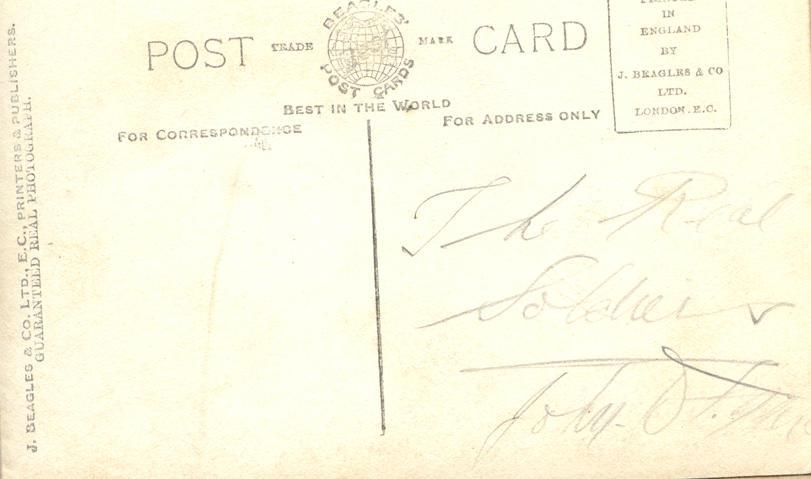 BEAGLES'
POST TRADE MARK CARD
POST CARDS
BEST IN THE WORLD
FOR CORRESPONDENCE
FOR ADDRESS ONLY
IN
ENGLAND
BY
J. BEAGLES & CO
LTD.
LONDON. E.C.
J. BEAGLES & CO. LTD., E.C., PRINTERS & PUBLISHERS.
GUARANTEED REAL PHOTOGRAPH.
The Real
Soldier
John